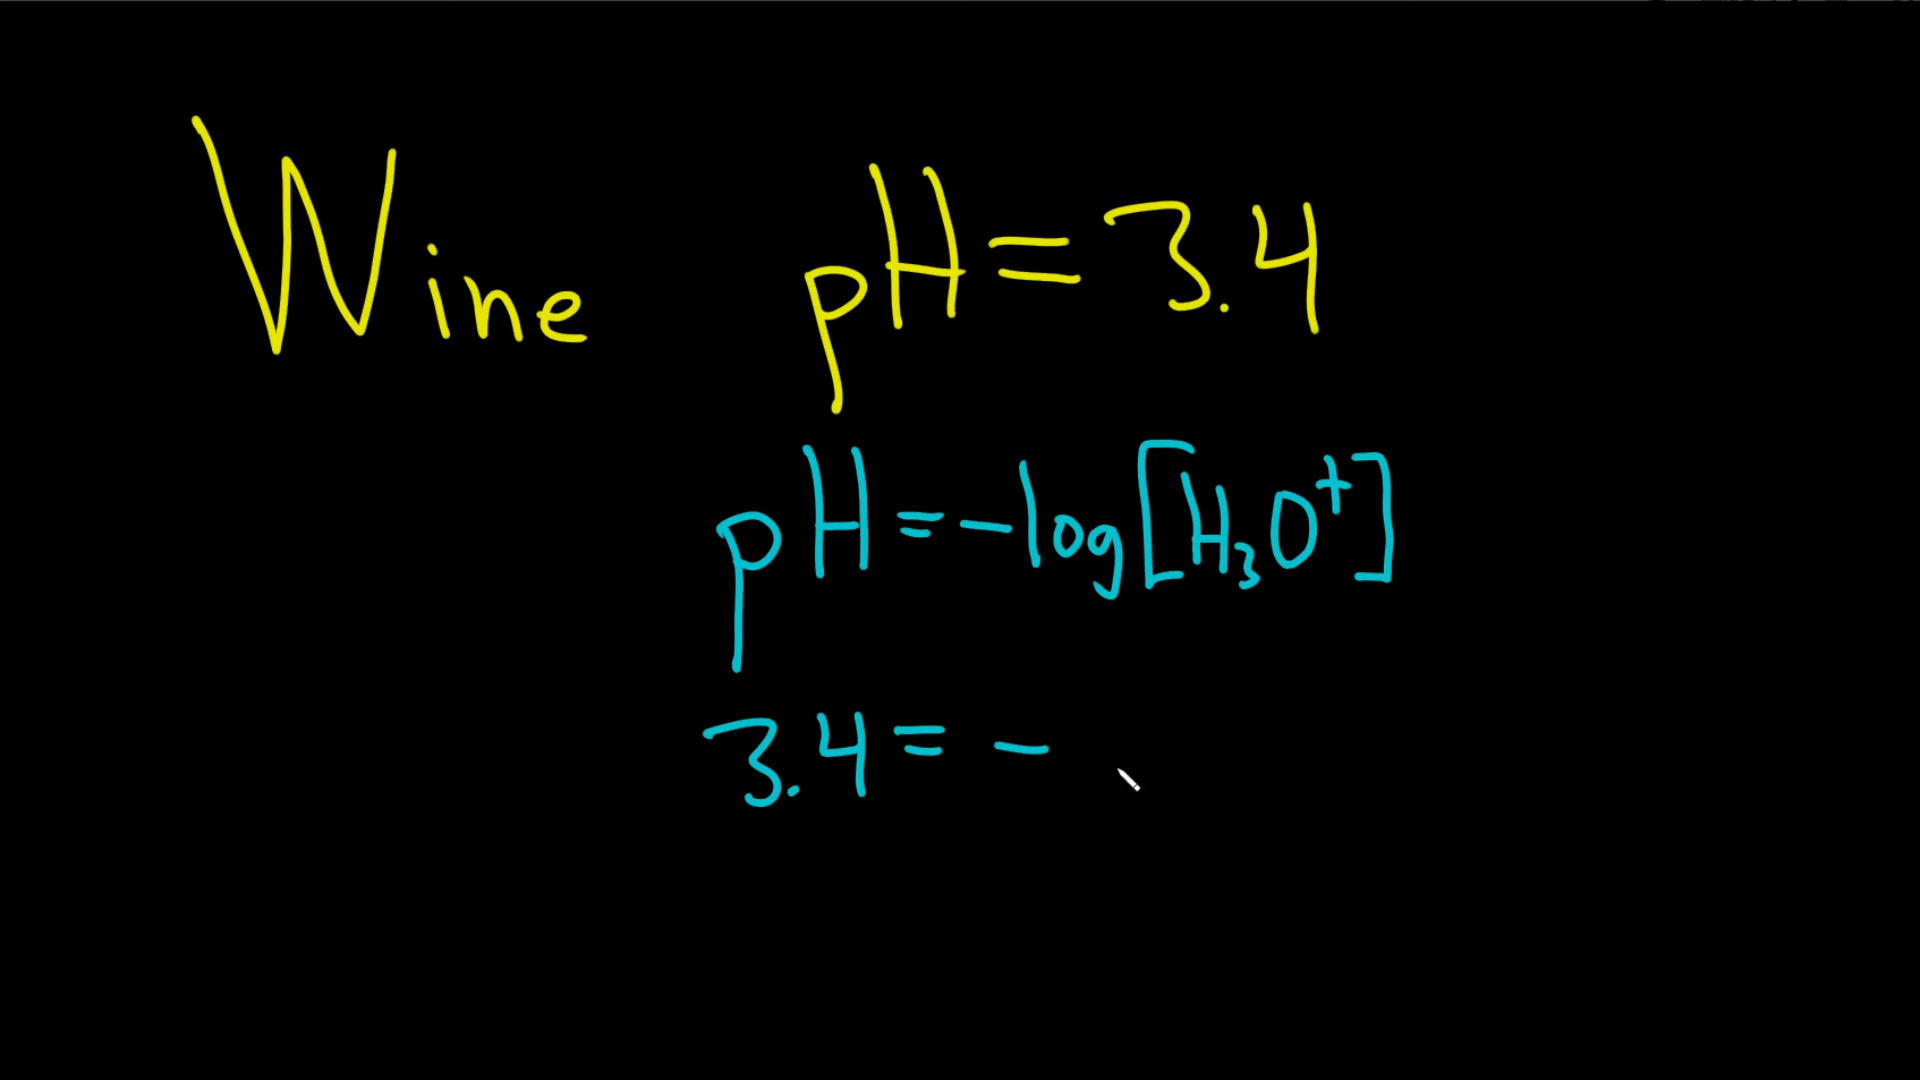 Wine pH = 3.4
pH = -log[H₃O⁺]
3.4 = -